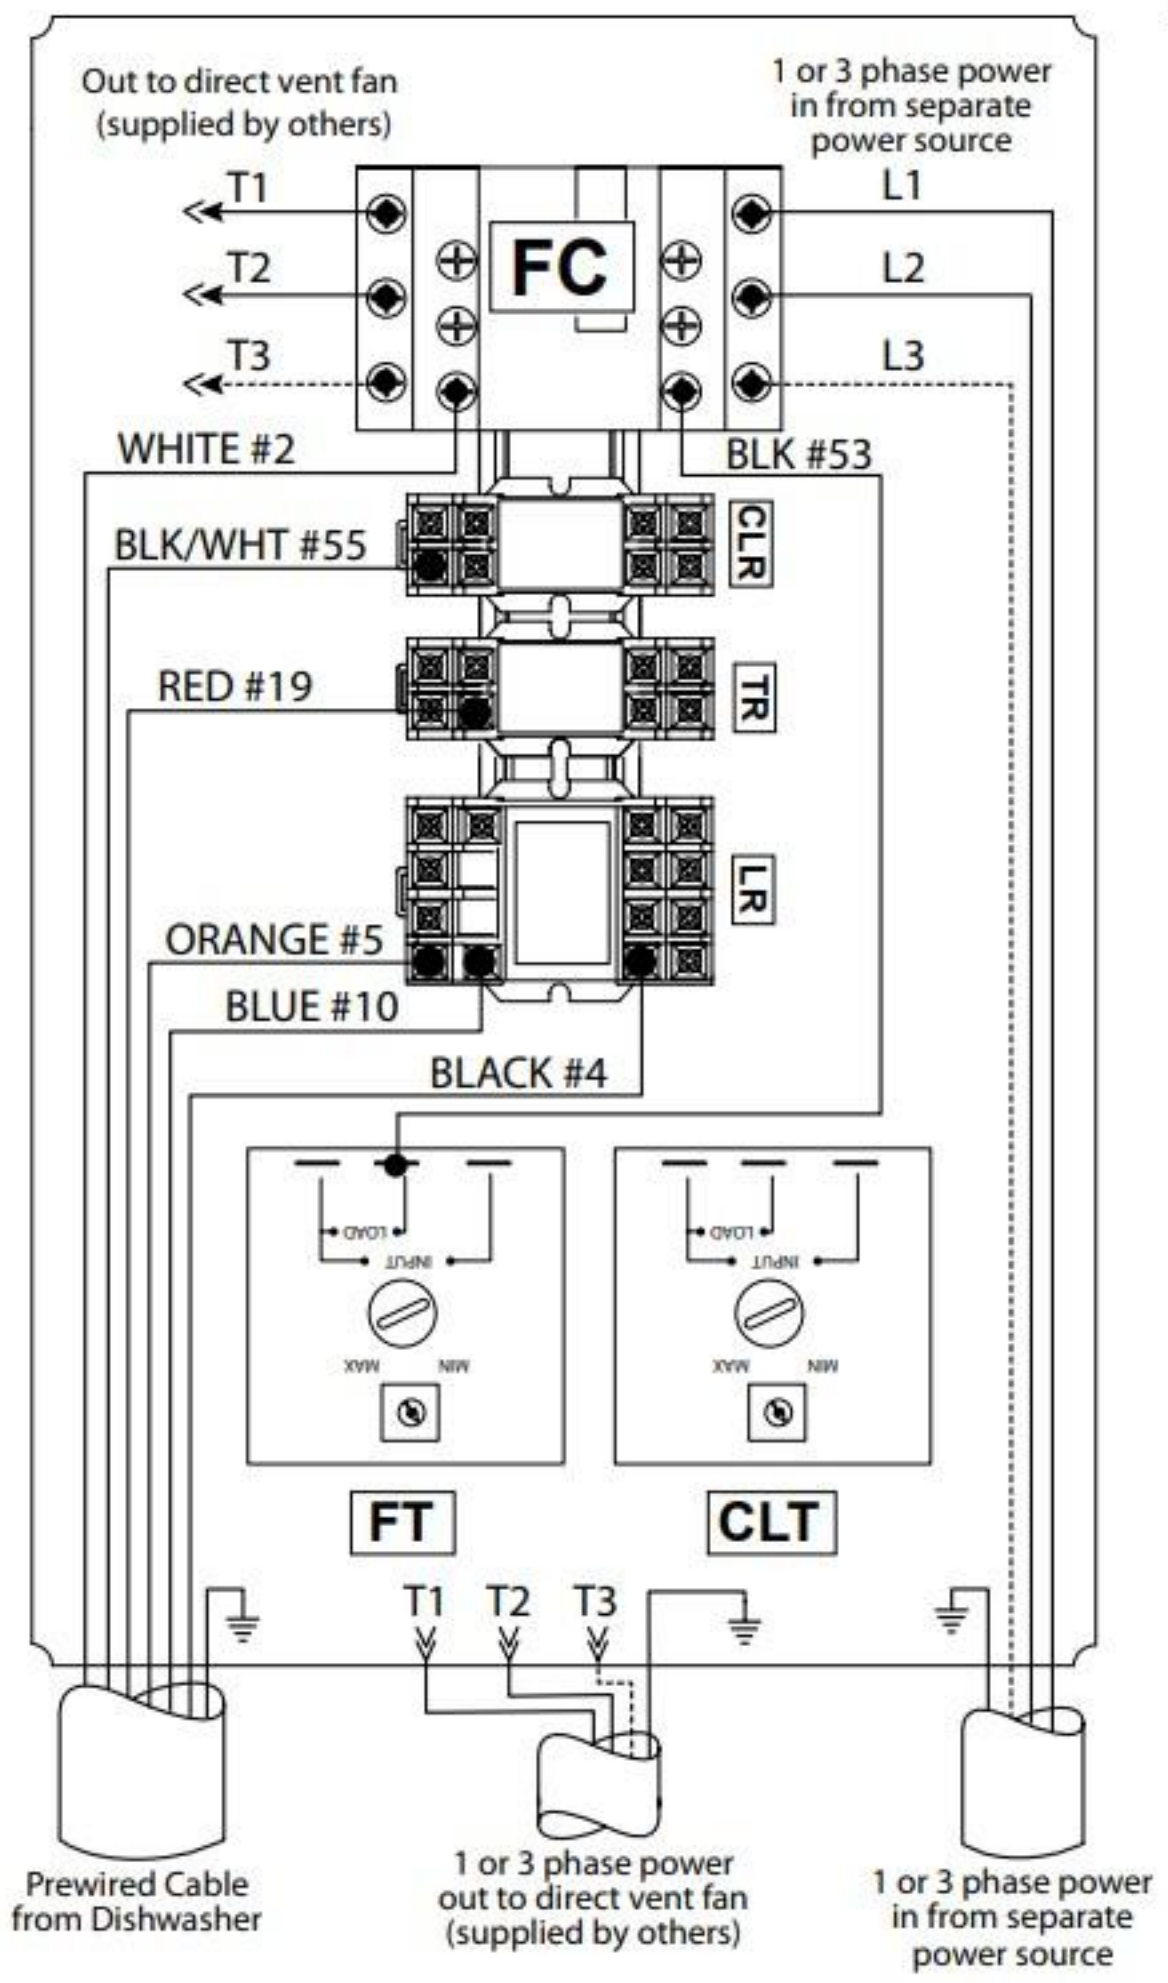 Out to direct vent fan
(supplied by others)
1 or 3 phase power
in from separate
power source
T1
L1
FC
T2
L2
T3
L3
WHITE #2
BLK #53
BLK/WHT #55
CLR
RED #19
TR
LR
ORANGE #5
BLUE #10
BLACK #4
LOAD
INPUT
MAX
MIN
LOAD
INPUT
MAX
MIN
FT
CLT
T1
T2
T3
Prewired Cable
from Dishwasher
1 or 3 phase power
out to direct vent fan
(supplied by others)
1 or 3 phase power
in from separate
power source